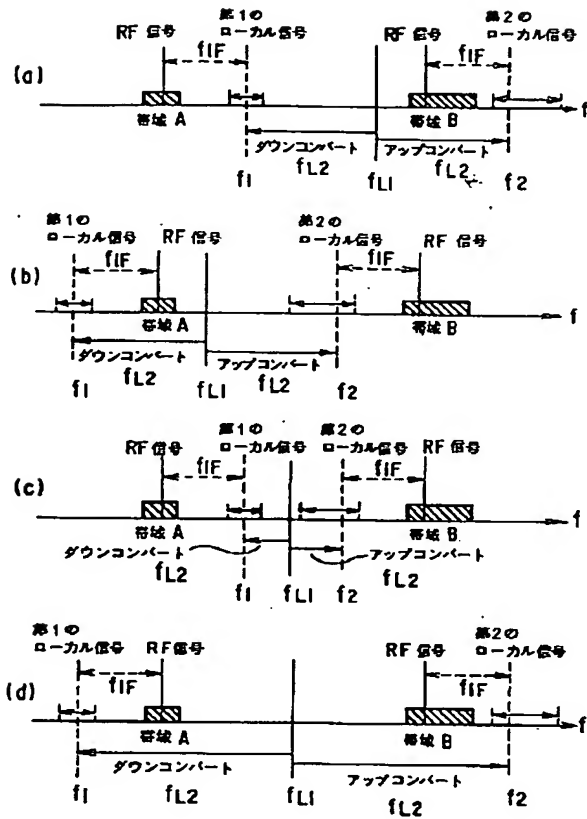 (a)
第1の
ローカル信号
第2の
ローカル信号
RF 信号
RF 信号
fIF
fIF
帯域 A
帯域 B
f
ダウンコンバート
アップコンバート
fL2
fL2
f1
fL1
f2
(b)
第1の
ローカル信号
RF 信号
第2の
ローカル信号
RF 信号
fIF
fIF
帯域 A
帯域 B
f
ダウンコンバート
アップコンバート
fL2
fL2
f1
fL1
f2
(c)
RF 信号
第1の
ローカル信号
第2の
ローカル信号
RF 信号
fIF
fIF
帯域 A
帯域 B
f
ダウンコンバート
アップコンバート
fL2
fL2
f1
fL1
f2
(d)
第1の
ローカル信号
RF信号
RF 信号
第2の
ローカル信号
fIF
fIF
帯域 A
帯域 B
f
ダウンコンバート
アップコンバート
f1
fL2
fL1
fL2
f2